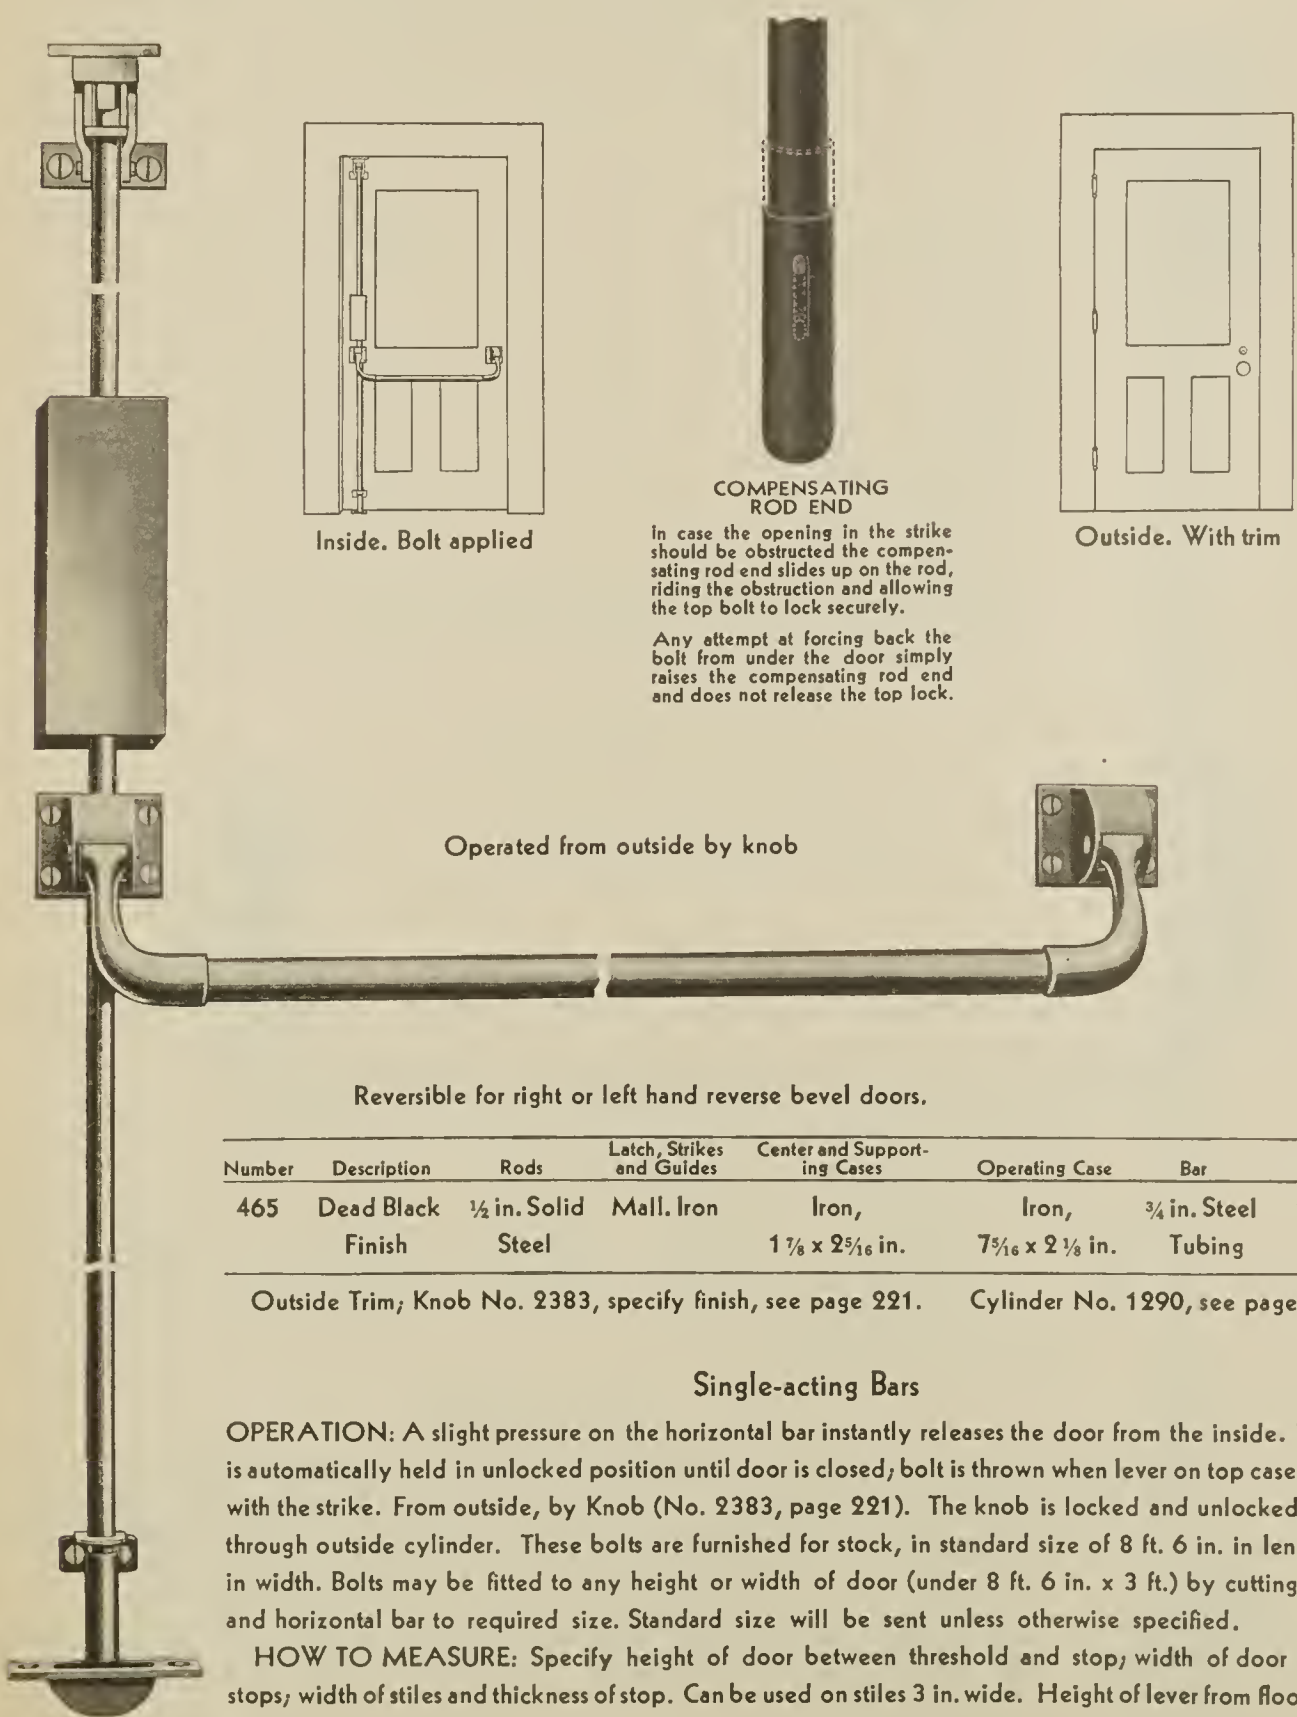 Inside. Bolt applied
COMPENSATING
ROD END
In case the opening in the strike
should be obstructed the compen-
sating rod end slides up on the rod,
riding the obstruction and allowing
the top bolt to lock securely.
Any attempt at forcing back the
bolt from under the door simply
raises the compensating rod end
and does not release the top lock.
Outside. With trim
Operated from outside by knob
Reversible for right or left hand reverse bevel doors.
Number Description Rods Latch, Strikes and Guides Center and Support-ing Cases Operating Case Bar
465 Dead Black ½ in. Solid Mall. Iron Iron, Iron, ¾ in. Steel
Finish Steel 1 ⅞ x 2 5/16 in. 7 5/16 x 2 ⅛ in. Tubing
Outside Trim; Knob No. 2383, specify finish, see page 221. Cylinder No. 1290, see page
Single-acting Bars
OPERATION: A slight pressure on the horizontal bar instantly releases the door from the inside.
is automatically held in unlocked position until door is closed; bolt is thrown when lever on top case
with the strike. From outside, by Knob (No. 2383, page 221). The knob is locked and unlocked
through outside cylinder. These bolts are furnished for stock, in standard size of 8 ft. 6 in. in len
in width. Bolts may be fitted to any height or width of door (under 8 ft. 6 in. x 3 ft.) by cutting
and horizontal bar to required size. Standard size will be sent unless otherwise specified.
HOW TO MEASURE: Specify height of door between threshold and stop; width of door
stops; width of stiles and thickness of stop. Can be used on stiles 3 in. wide. Height of lever from floo